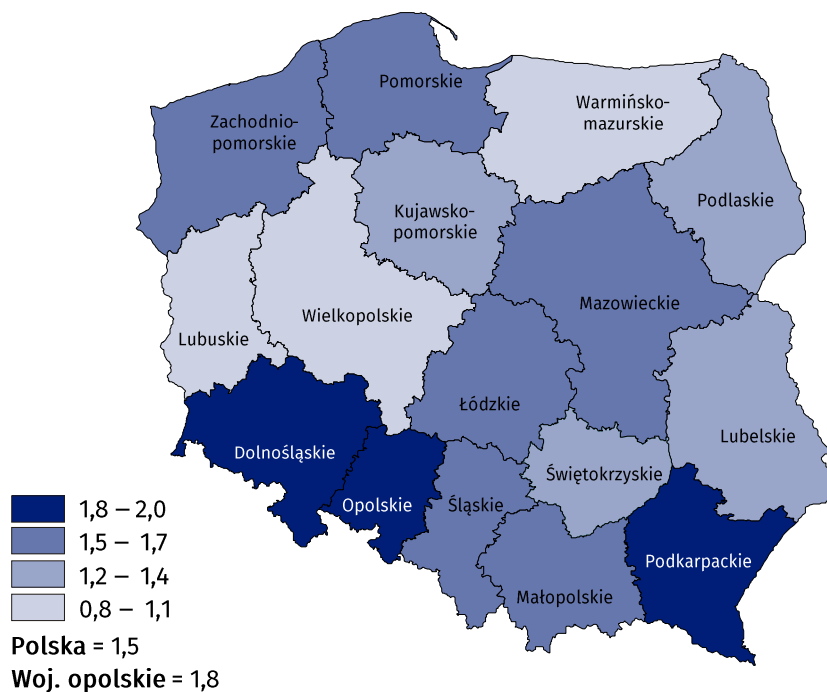 Pomorskie
Warmińsko-
mazurskie
Zachodnio-
pomorskie
Podlaskie
Kujawsko-
pomorskie
Mazowieckie
Wielkopolskie
Lubuskie
Łódzkie
Lubelskie
Dolnośląskie
Świętokrzyskie
Opolskie
Śląskie
Podkarpackie
Małopolskie
1,8 – 2,0
1,5 – 1,7
1,2 – 1,4
0,8 – 1,1
Polska = 1,5
Woj. opolskie = 1,8